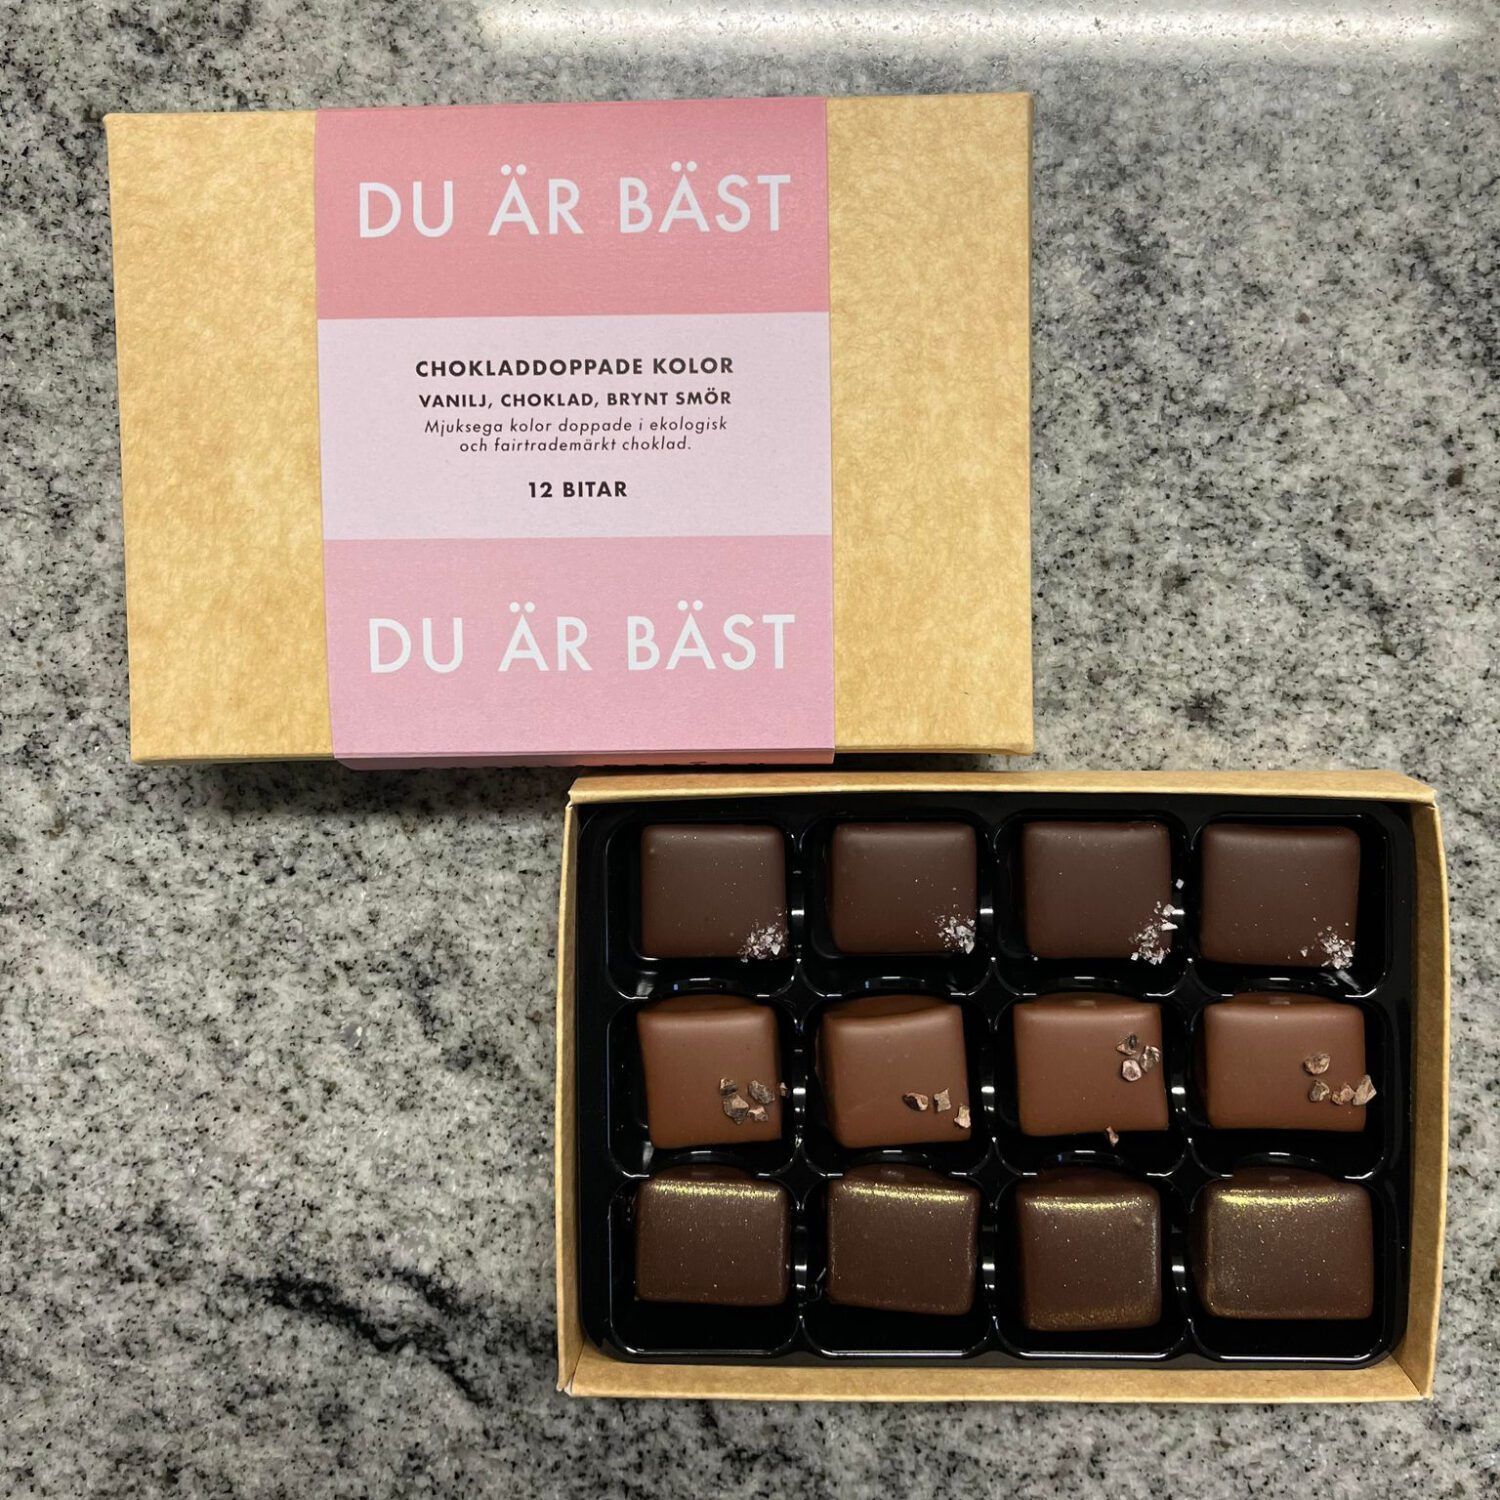 DU ÄR BÄST
CHOKLADDOPPADE KOLOR
VANILJ, CHOKLAD, BRYNT SMÖR
Mjuksega kolor doppade i ekologisk
och fairtrademärkt choklad.
12 BITAR
DU ÄR BÄST